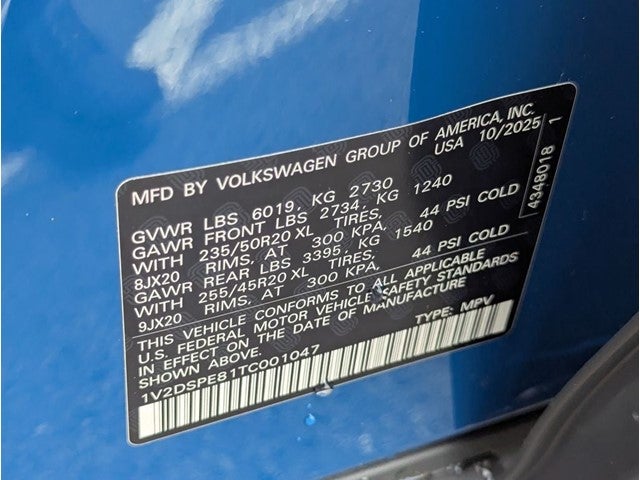 MFD BY VOLKSWAGEN GROUP OF AMERICA, INC.
USA 10/2025
GVWR LBS 6019, KG 2730
GAWR FRONT LBS 2734, KG 1240
WITH 235/50R20 XL TIRES,
8JX20 RIMS, AT 300 KPA, 44 PSI COLD
GAWR REAR LBS 3395, KG 1540
WITH 255/45R20 XL TIRES,
9JX20 RIMS, AT 300 KPA, 44 PSI COLD
THIS VEHICLE CONFORMS TO ALL APPLICABLE
U.S. FEDERAL MOTOR VEHICLE SAFETY STANDARDS
IN EFFECT ON THE DATE OF MANUFACTURE
SHOWN ABOVE.
TYPE: MPV
1V2DSPE81TC001047
4348018 1